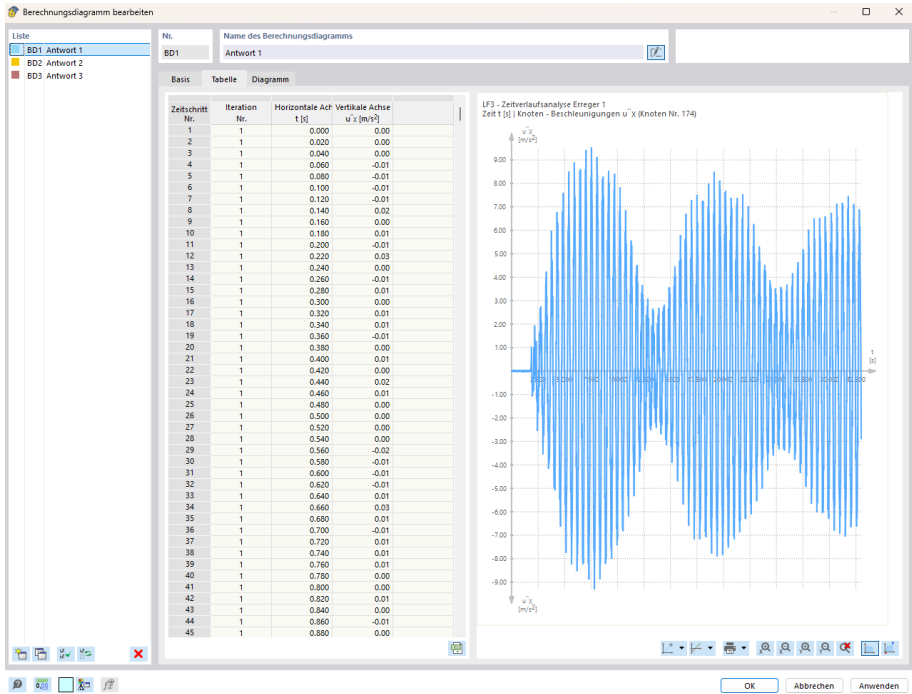 Berechnungsdiagramm bearbeiten
Liste
BD1 Antwort 1
BD2 Antwort 2
BD3 Antwort 3
Nr.
BD1
Name des Berechnungsdiagramms
Antwort 1
Basis Tabelle Diagramm
Zeitschritt Iteration Horizontale Ach Vertikale Achse
Nr. Nr. t [s] u¨x [m/s²]
1 1 0.000 0.00
2 1 0.020 0.00
3 1 0.040 0.00
4 1 0.060 -0.01
5 1 0.080 -0.01
6 1 0.100 -0.01
7 1 0.120 -0.01
8 1 0.140 0.02
9 1 0.160 0.00
10 1 0.180 0.01
11 1 0.200 -0.01
12 1 0.220 0.03
13 1 0.240 0.00
14 1 0.260 -0.01
15 1 0.280 0.01
16 1 0.300 0.00
17 1 0.320 0.01
18 1 0.340 0.01
19 1 0.360 -0.01
20 1 0.380 0.00
21 1 0.400 0.01
22 1 0.420 0.00
23 1 0.440 0.02
24 1 0.460 0.01
25 1 0.480 0.00
26 1 0.500 0.00
27 1 0.520 0.00
28 1 0.540 0.00
29 1 0.560 -0.02
30 1 0.580 -0.01
31 1 0.600 -0.01
32 1 0.620 -0.01
33 1 0.640 0.01
34 1 0.660 0.03
35 1 0.680 0.01
36 1 0.700 -0.01
37 1 0.720 0.01
38 1 0.740 0.01
39 1 0.760 0.01
40 1 0.780 0.00
41 1 0.800 0.00
42 1 0.820 0.01
43 1 0.840 0.00
44 1 0.860 -0.01
45 1 0.880 0.00
LF3 - Zeitverlaufsanalyse Erreger 1
Zeit t [s] | Knoten - Beschleunigungen u¨x (Knoten Nr. 174)
u¨x
[m/s²]
9.00
8.00
7.00
6.00
5.00
4.00
3.00
2.00
1.00
t
[s]
-1.00
-2.00
-3.00
-4.00
-5.00
-6.00
-7.00
-8.00
-9.00
u¨x
[m/s²]
OK Abbrechen Anwenden